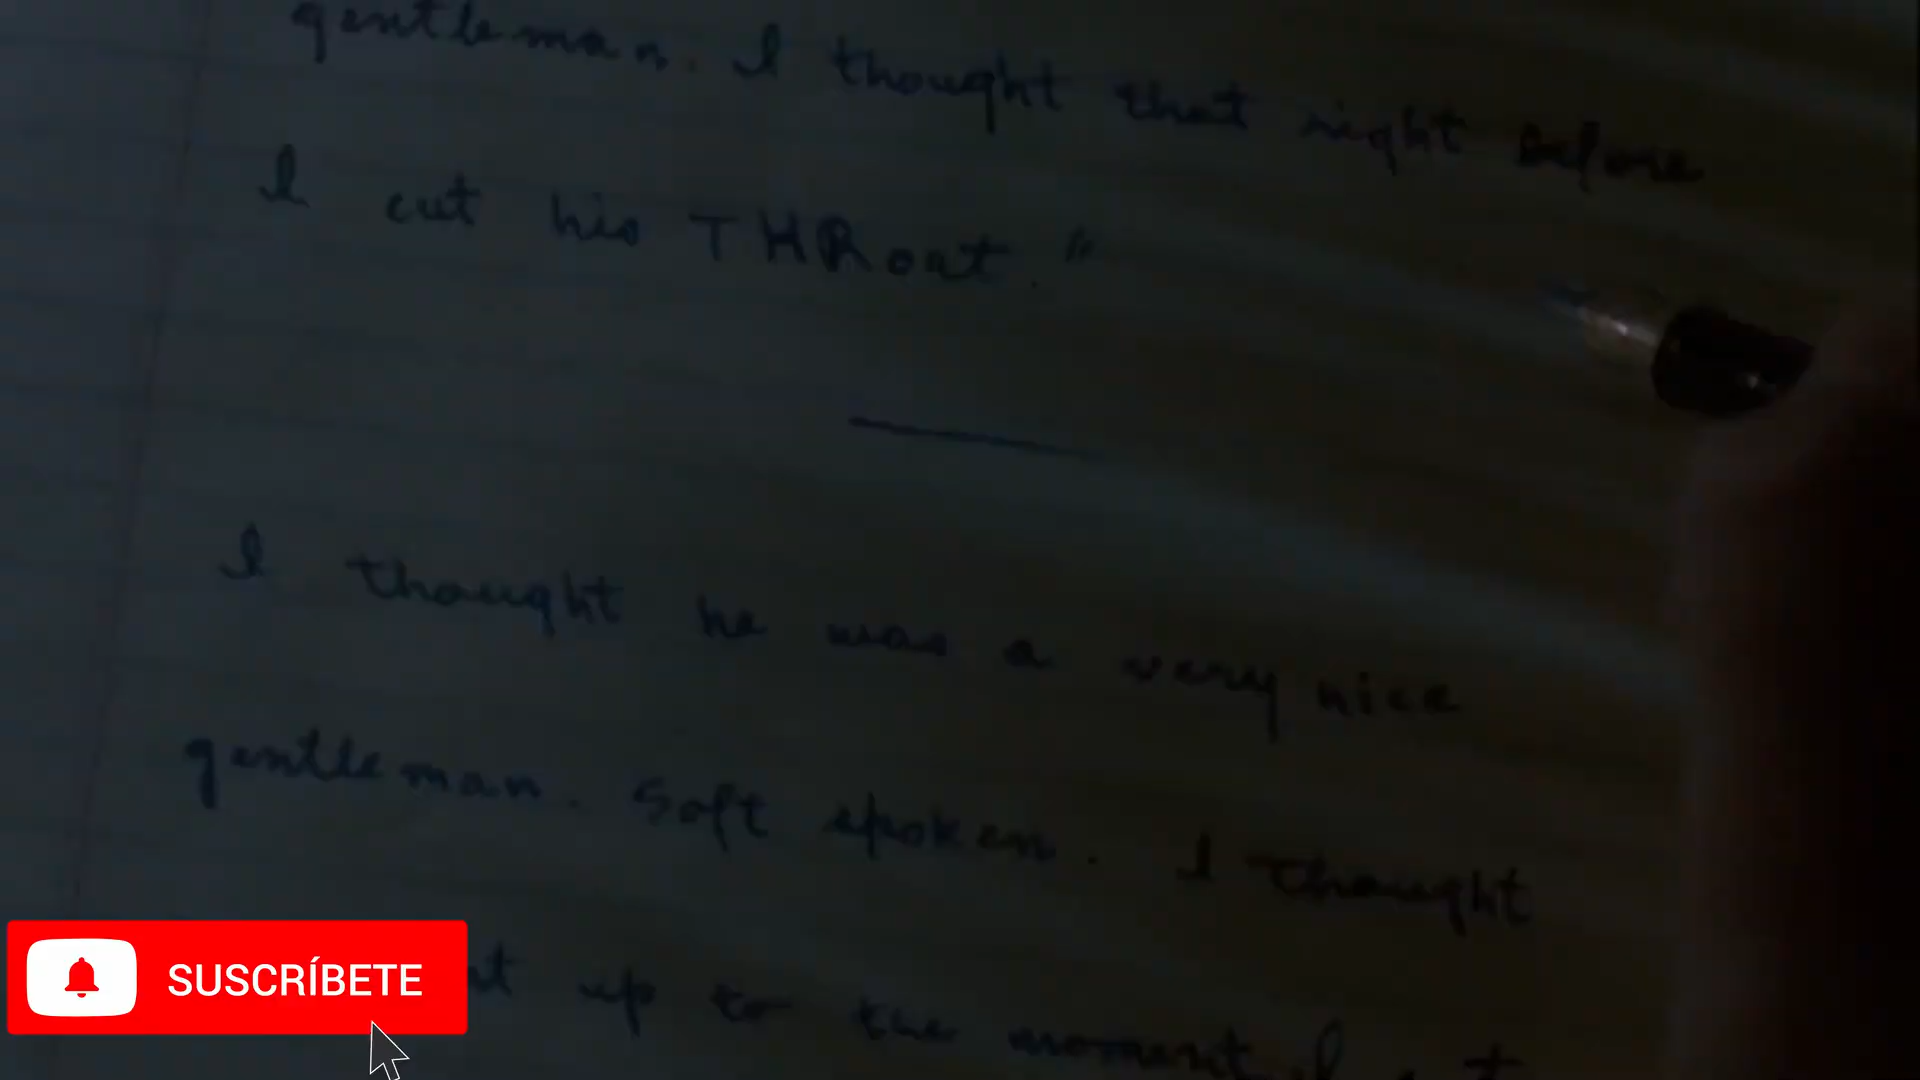 gentleman. I thought that right before
I cut his THRoat."
I thought he was a very nice
gentleman. Soft spoken. I thought
up to the moment I
SUSCRÍBETE